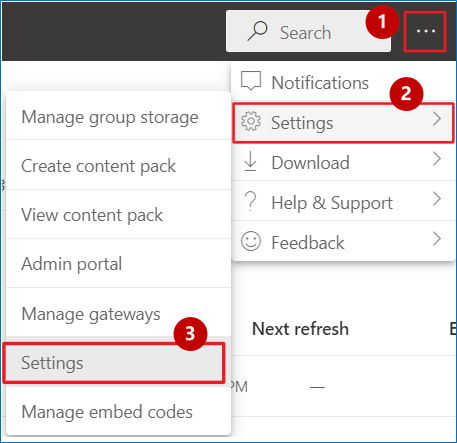 Search
1
...
Notifications
2
Settings
Download
Help & Support
Feedback
Manage group storage
Create content pack
View content pack
Admin portal
Manage gateways
3
Settings
Manage embed codes
Next refresh
PM
—